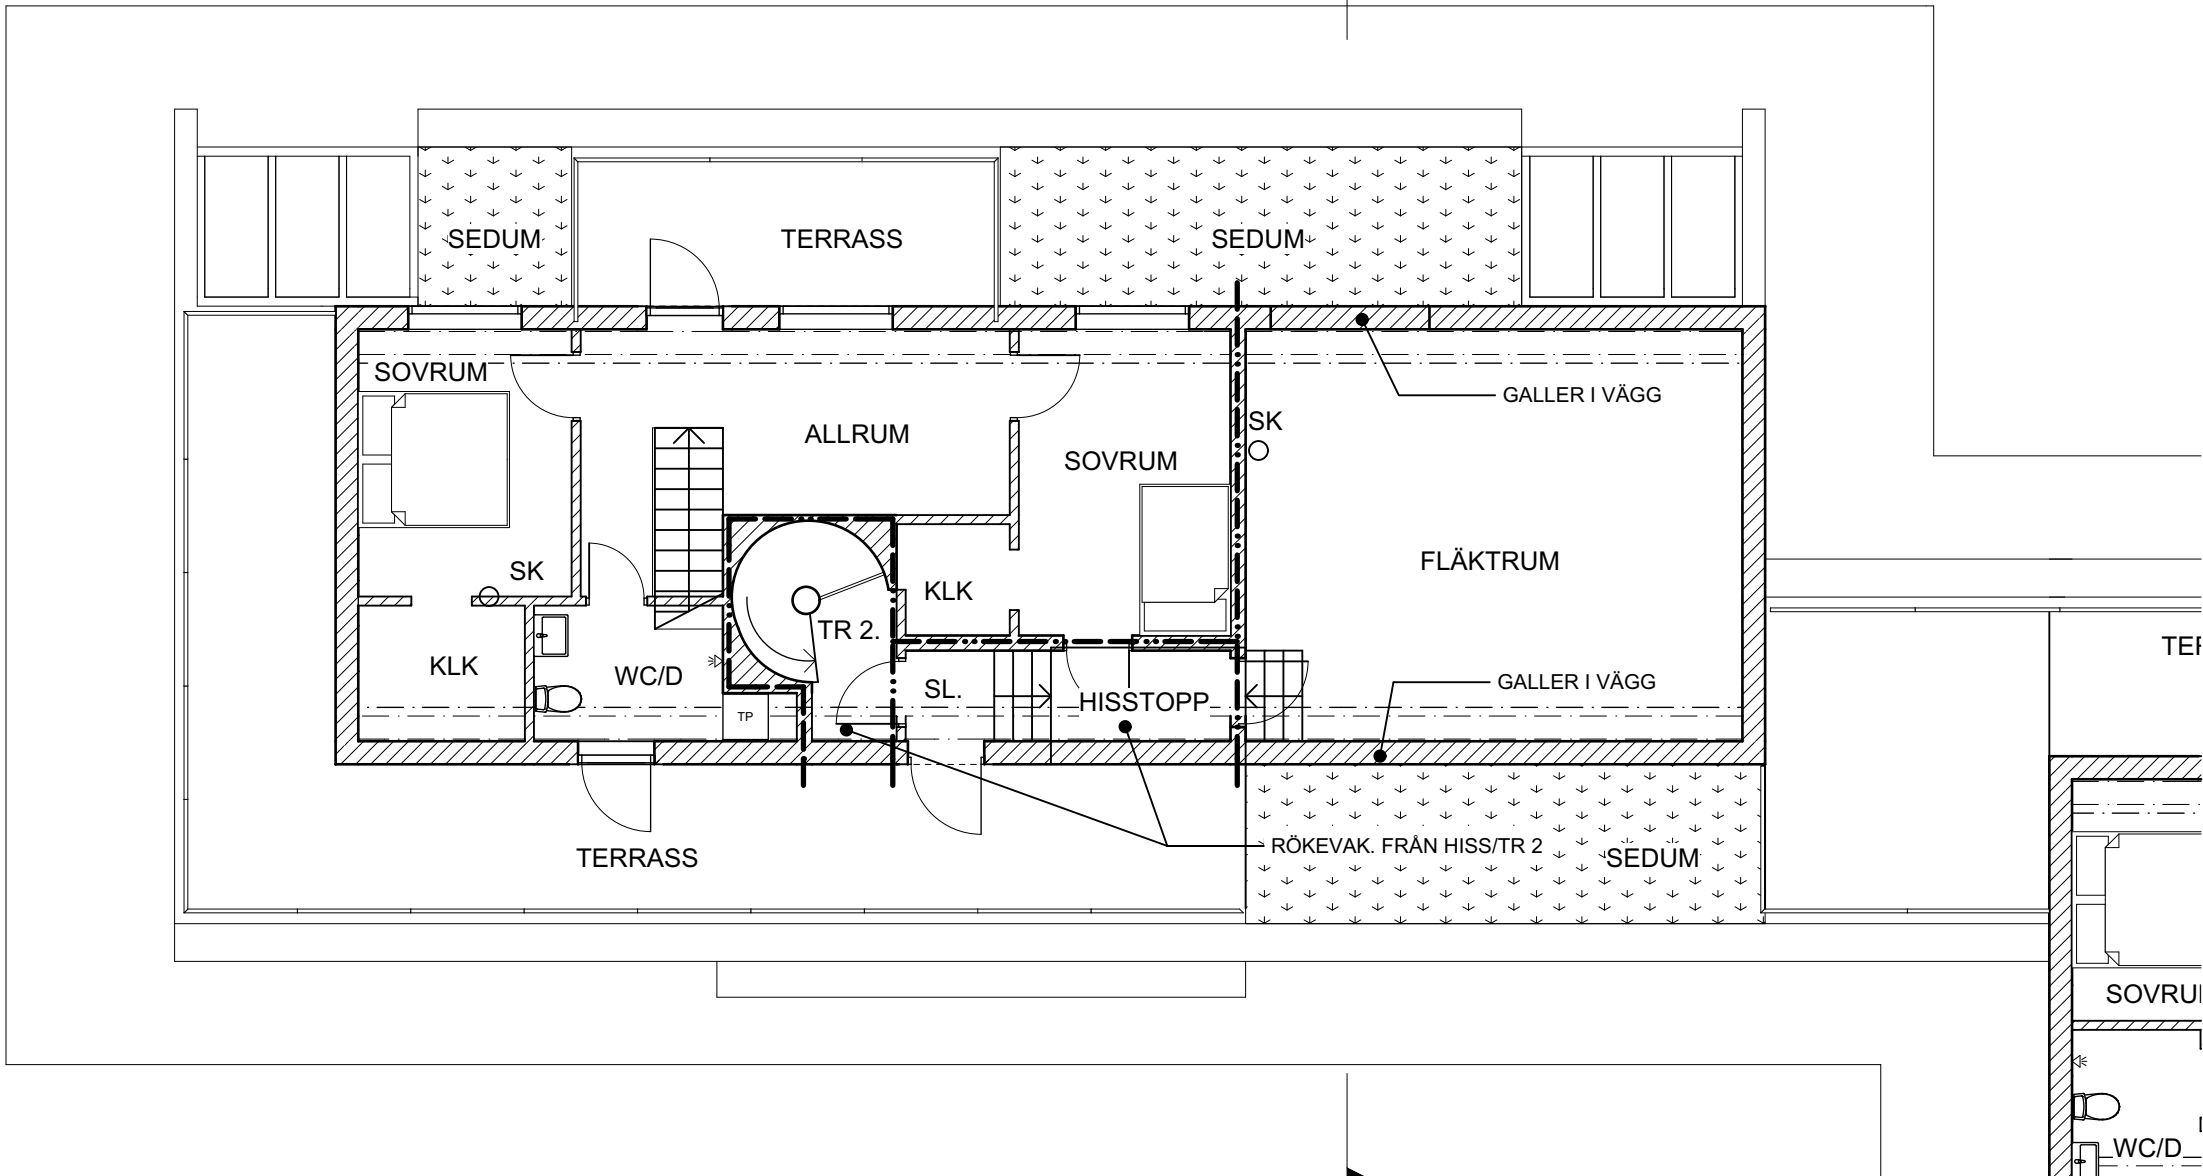 SEDUM
TERRASS
SEDUM
SOVRUM
GALLER I VÄGG
SK
ALLRUM
SOVRUM
FLÄKTRUM
SK
KLK
TR 2.
KLK
WC/D
SL.
HISSTOPP
GALLER I VÄGG
TP
RÖKEVAK. FRÅN HISS/TR 2
TERRASS
SEDUM
TER
SOVRU
WC/D